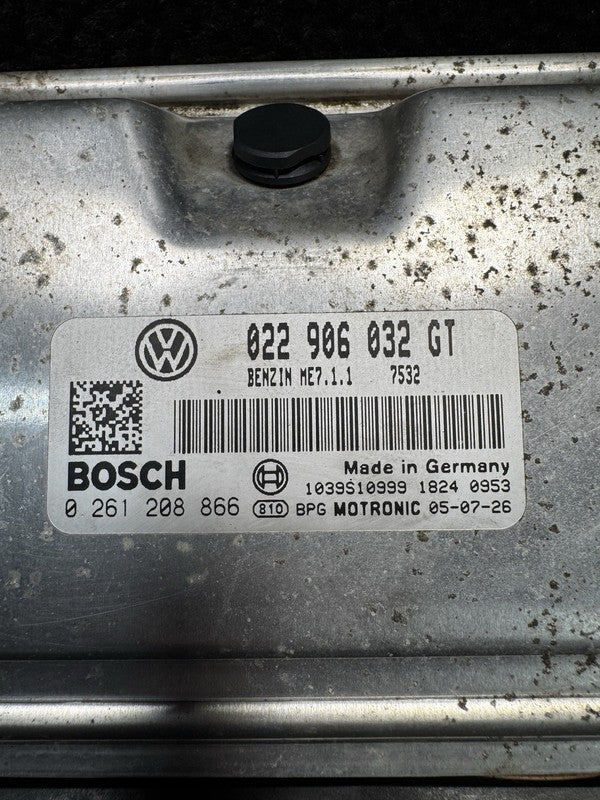 022 906 032 GT
BENZIN ME7.1.1 7532
BOSCH
Made in Germany
1039S10999 1824 0953
0 261 208 866
810 BPG MOTRONIC 05-07-26